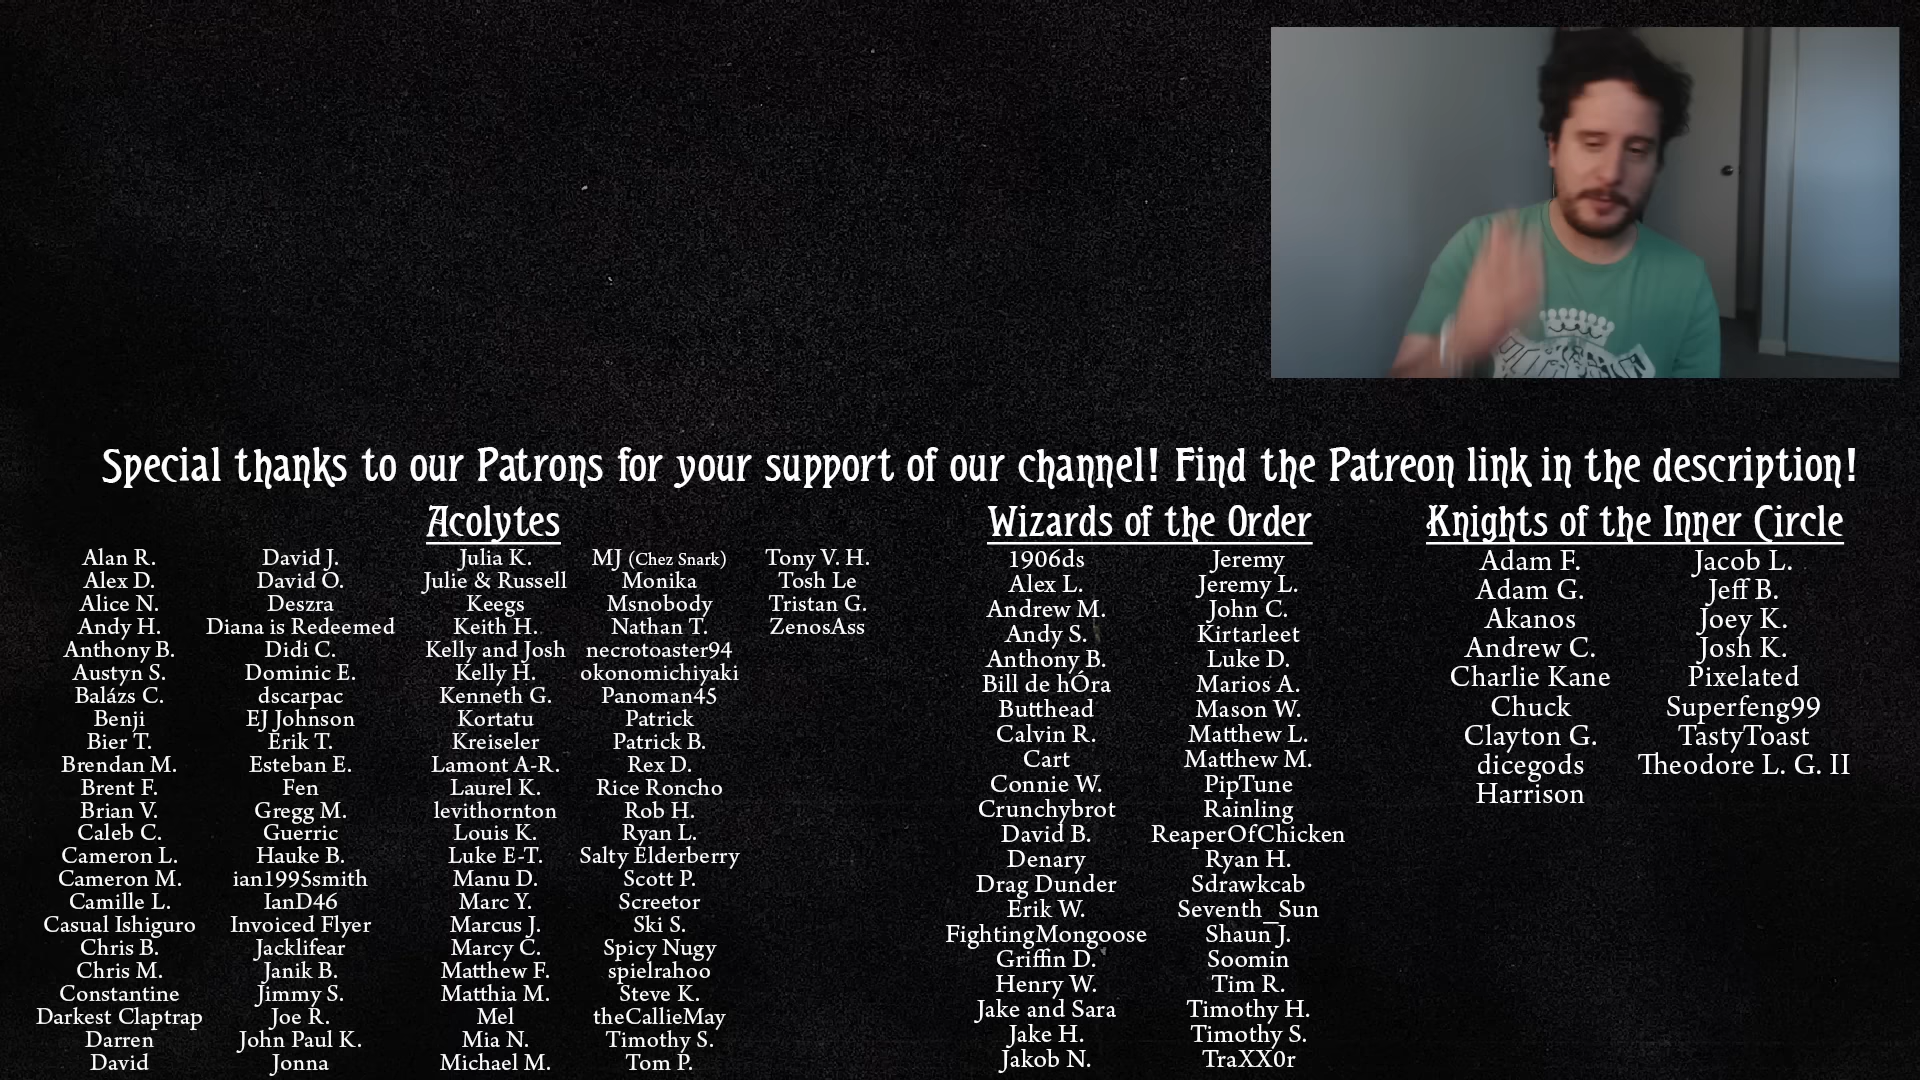 Special thanks to our Patrons for your support of our channel! Find the Patreon link in the description!
Acolytes
Alan R.
Alex D.
Alice N.
Andy H.
Anthony B.
Austyn S.
Balázs C.
Benji
Bier T.
Brendan M.
Brent F.
Brian V.
Caleb C.
Cameron L.
Cameron M.
Camille L.
Casual Ishiguro
Chris B.
Chris M.
Constantine
Darkest Claptrap
Darren
David
David J.
David O.
Deszra
Diana is Redeemed
Didi C.
Dominic E.
dscarpac
EJ Johnson
Erik T.
Esteban E.
Fen
Gregg M.
Guerric
Hauke B.
ian1995smith
IanD46
Invoiced Flyer
Jacklifear
Janik B.
Jimmy S.
Joe R.
John Paul K.
Jonna
Julia K.
Julie & Russell
Keegs
Keith H.
Kelly and Josh
Kelly H.
Kenneth G.
Kortatu
Kreiseler
Lamont A-R.
Laurel K.
levithornton
Louis K.
Luke E-T.
Manu D.
Marc Y.
Marcus J.
Marcy C.
Matthew F.
Matthia M.
Mel
Mia N.
Michael M.
MJ (Chez Snark)
Monika
Msnobody
Nathan T.
necrotoaster94
okonomichiyaki
Panoman45
Patrick
Patrick B.
Rex D.
Rice Roncho
Rob H.
Ryan L.
Salty Elderberry
Scott P.
Screetor
Ski S.
Spicy Nugy
spielrahoo
Steve K.
theCallieMay
Timothy S.
Tom P.
Tony V. H.
Tosh Le
Tristan G.
ZenosAss
Wizards of the Order
1906ds
Alex L.
Andrew M.
Andy S.
Anthony B.
Bill de hÓra
Butthead
Calvin R.
Cart
Connie W.
Crunchybrot
David B.
Denary
Drag Dunder
Erik W.
FightingMongoose
Griffin D.
Henry W.
Jake and Sara
Jake H.
Jakob N.
Jeremy
Jeremy L.
John C.
Kirtarleet
Luke D.
Marios A.
Mason W.
Matthew L.
Matthew M.
PipTune
Rainling
ReaperOfChicken
Ryan H.
Sdrawkcab
Seventh_Sun
Shaun J.
Soomin
Tim R.
Timothy H.
Timothy S.
TraXX0r
Knights of the Inner Circle
Adam F.
Adam G.
Akanos
Andrew C.
Charlie Kane
Chuck
Clayton G.
dicegods
Harrison
Jacob L.
Jeff B.
Joey K.
Josh K.
Pixelated
Superfeng99
TastyToast
Theodore L. G. II